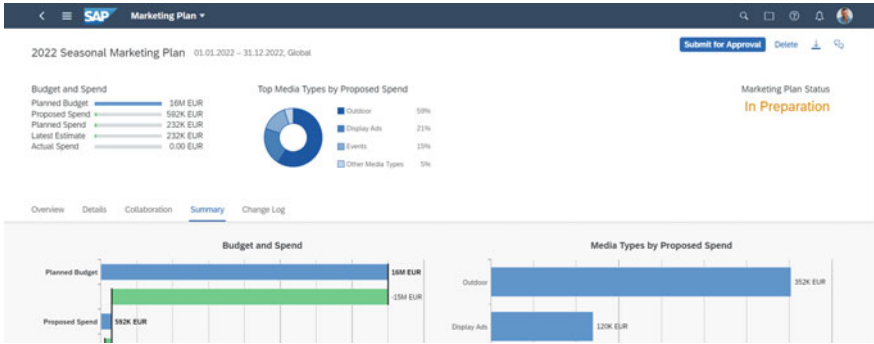 SAP Marketing Plan
Submit for Approval Delete
2022 Seasonal Marketing Plan 01.01.2022 – 31.12.2022, Global
Budget and Spend
Planned Budget 16M EUR
Proposed Spend 592K EUR
Planned Spend 232K EUR
Latest Estimate 232K EUR
Actual Spend 0.00 EUR
Top Media Types by Proposed Spend
Outdoor 59%
Display Ads 21%
Events 15%
Other Media Types 5%
Marketing Plan Status
In Preparation
Overview Details Collaboration Summary Change Log
Budget and Spend
Planned Budget 16M EUR
-15M EUR
Proposed Spend 592K EUR
Media Types by Proposed Spend
Outdoor 352K EUR
Display Ads 120K EUR